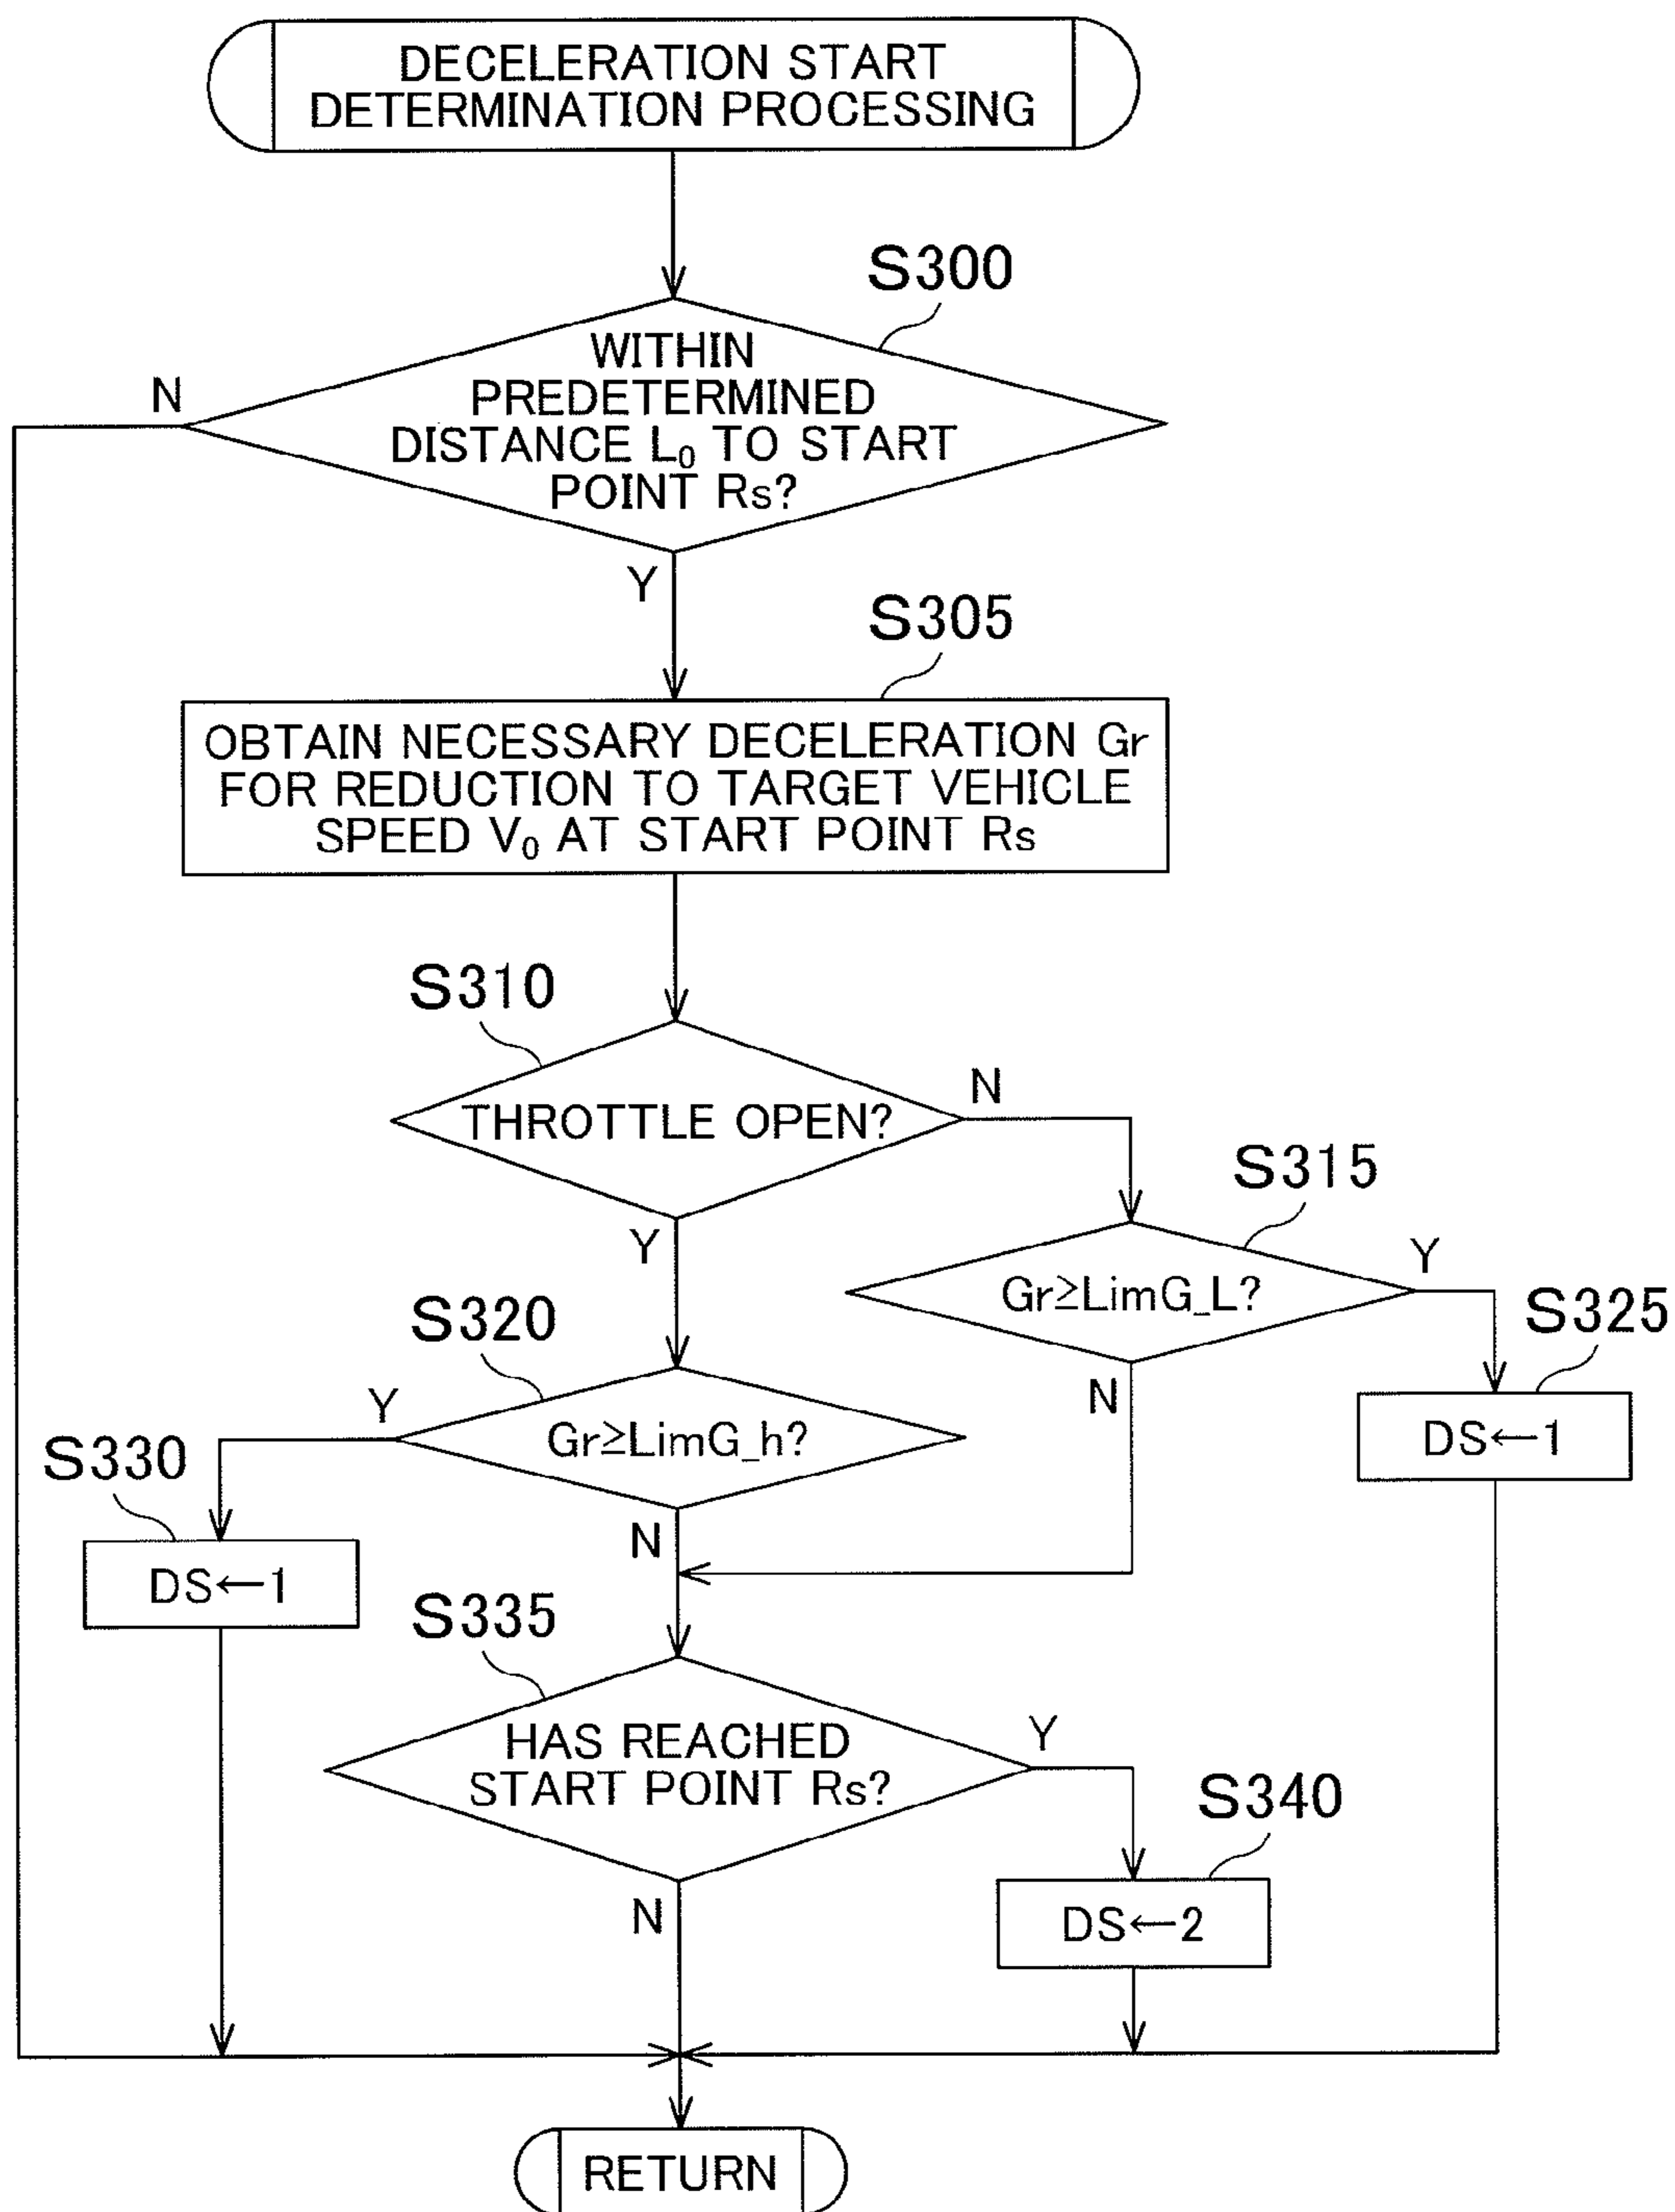 DECELERATION START
DETERMINATION PROCESSING
S300
WITHIN
PREDETERMINED
DISTANCE L₀ TO START
POINT Rs?
N
Y
S305
OBTAIN NECESSARY DECELERATION Gr
FOR REDUCTION TO TARGET VEHICLE
SPEED V₀ AT START POINT Rs
S310
THROTTLE OPEN?
N
Y
S315
Gr≥LimG_L?
Y
N
S325
DS←1
S320
Gr≥LimG_h?
Y
N
S330
DS←1
S335
HAS REACHED
START POINT Rs?
Y
N
S340
DS←2
RETURN